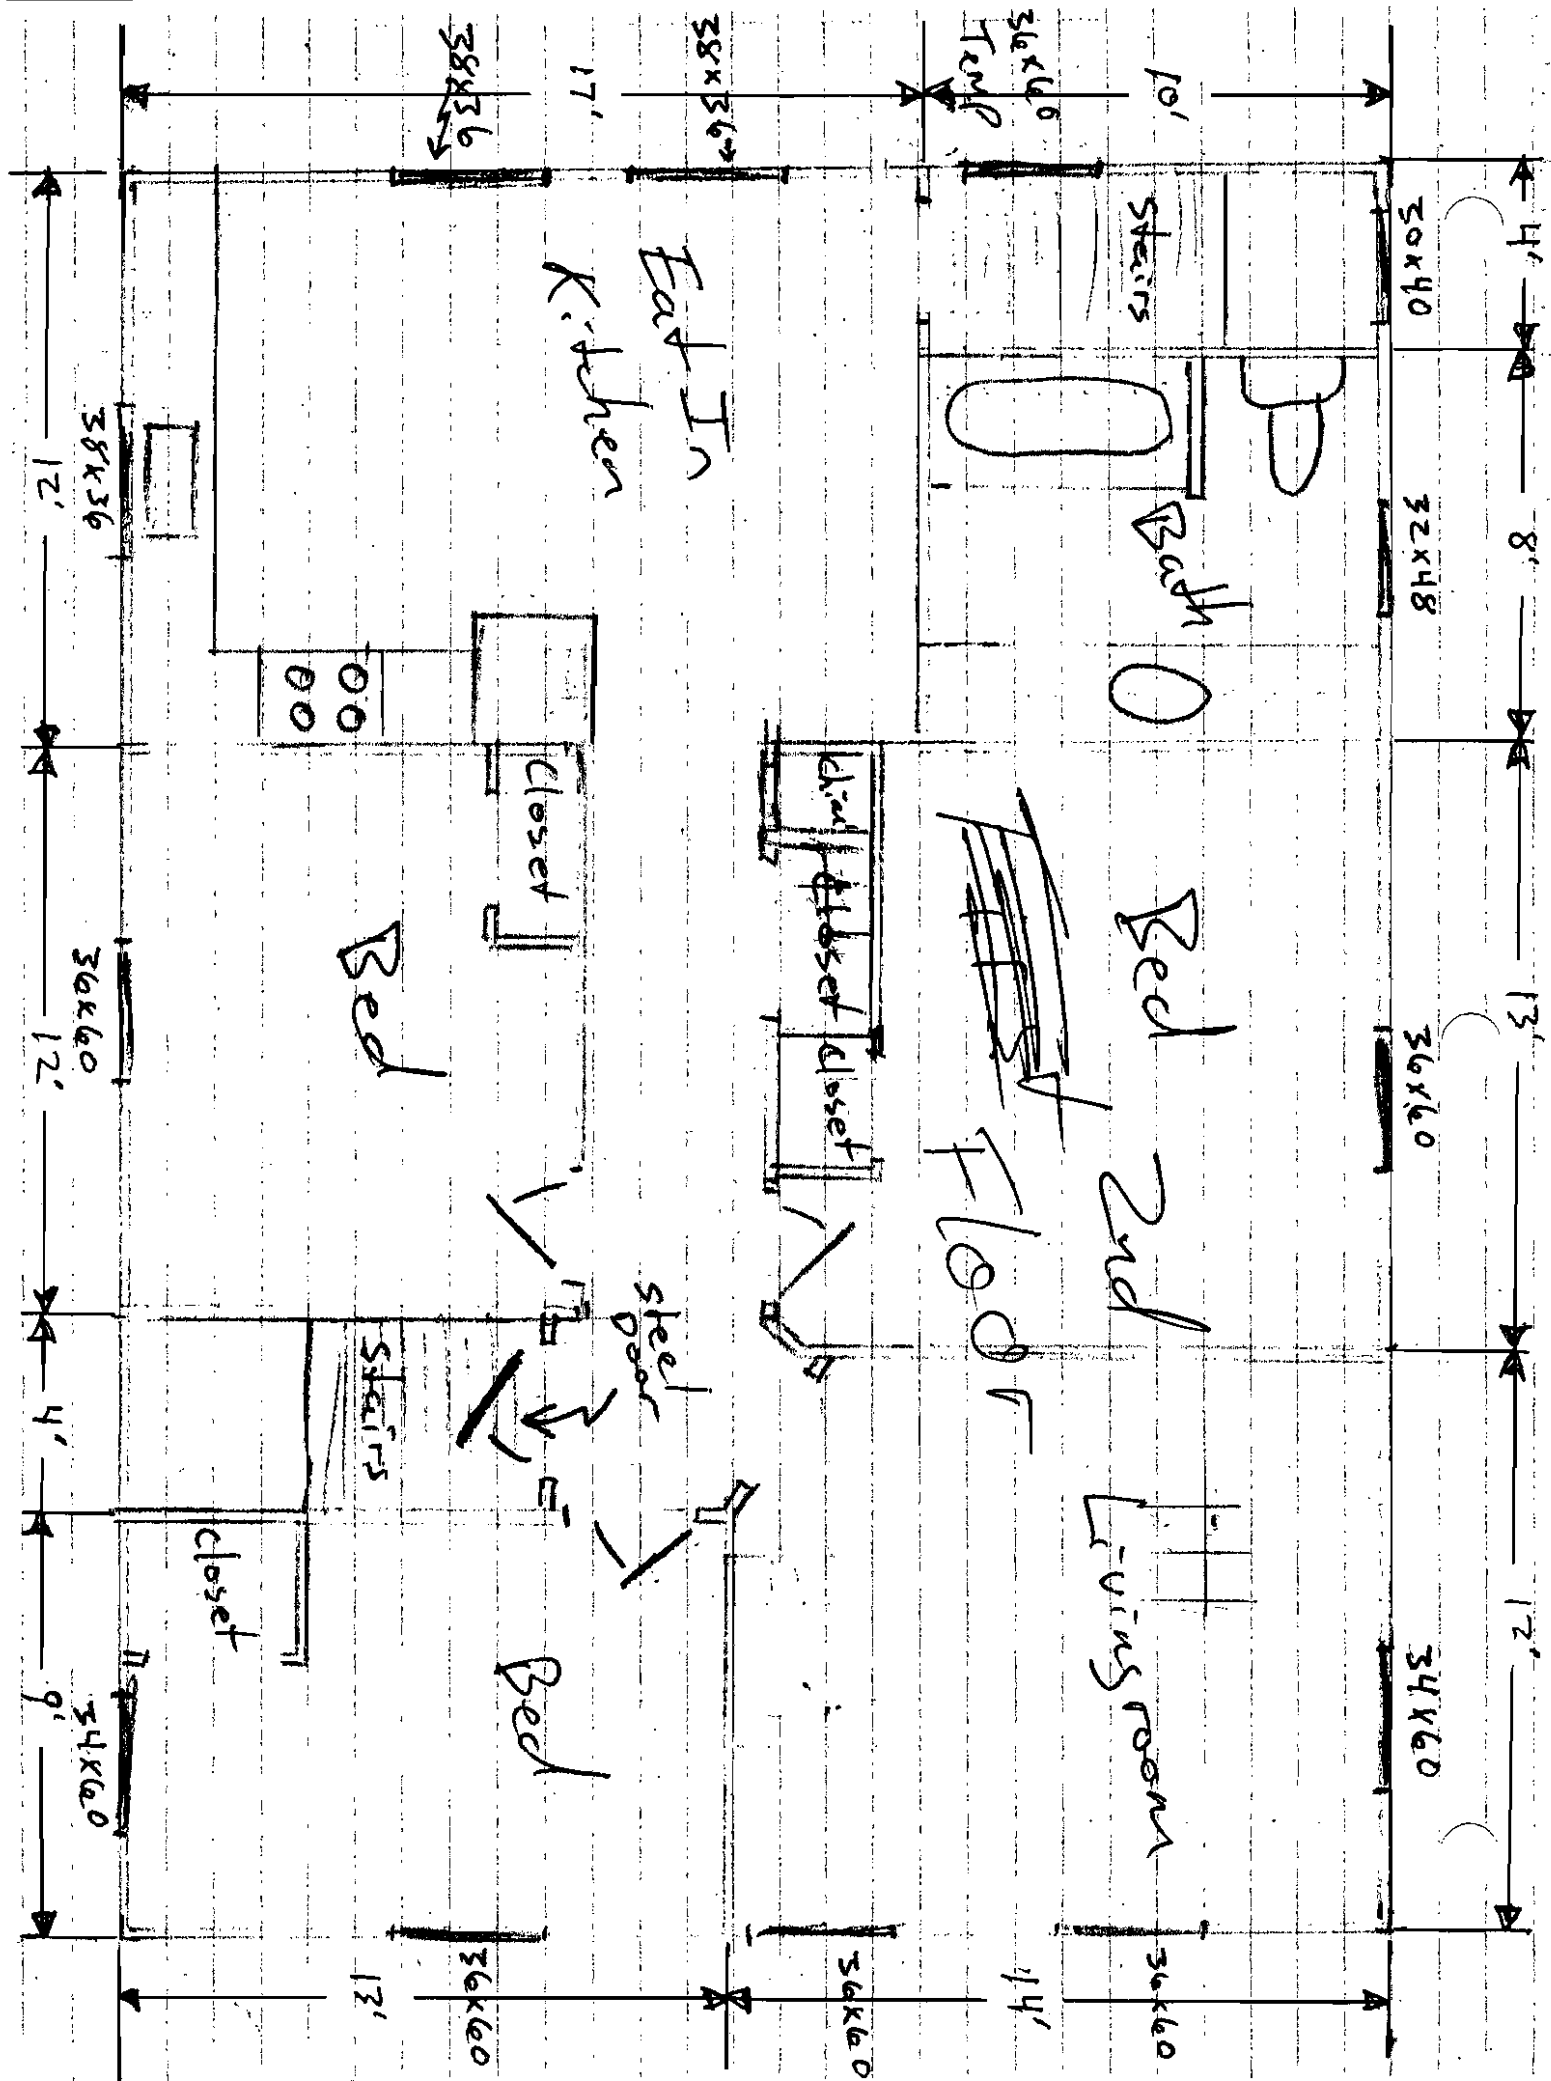 4'
8'
13'
12'
30x40
32x48
36x60
34x60
10'
Stairs
Bath
Bed
2nd
Floor
Living room
36x60
14'
36x60
Temp
36x60
Chim
Closet
Closet
38x36
Eat In
Kitchen
17'
Steel
Door
Closet
Bed
Bed
36x60
38x36
Stairs
13'
Closet
38x36
36x60
34x60
12'
12'
4'
9'